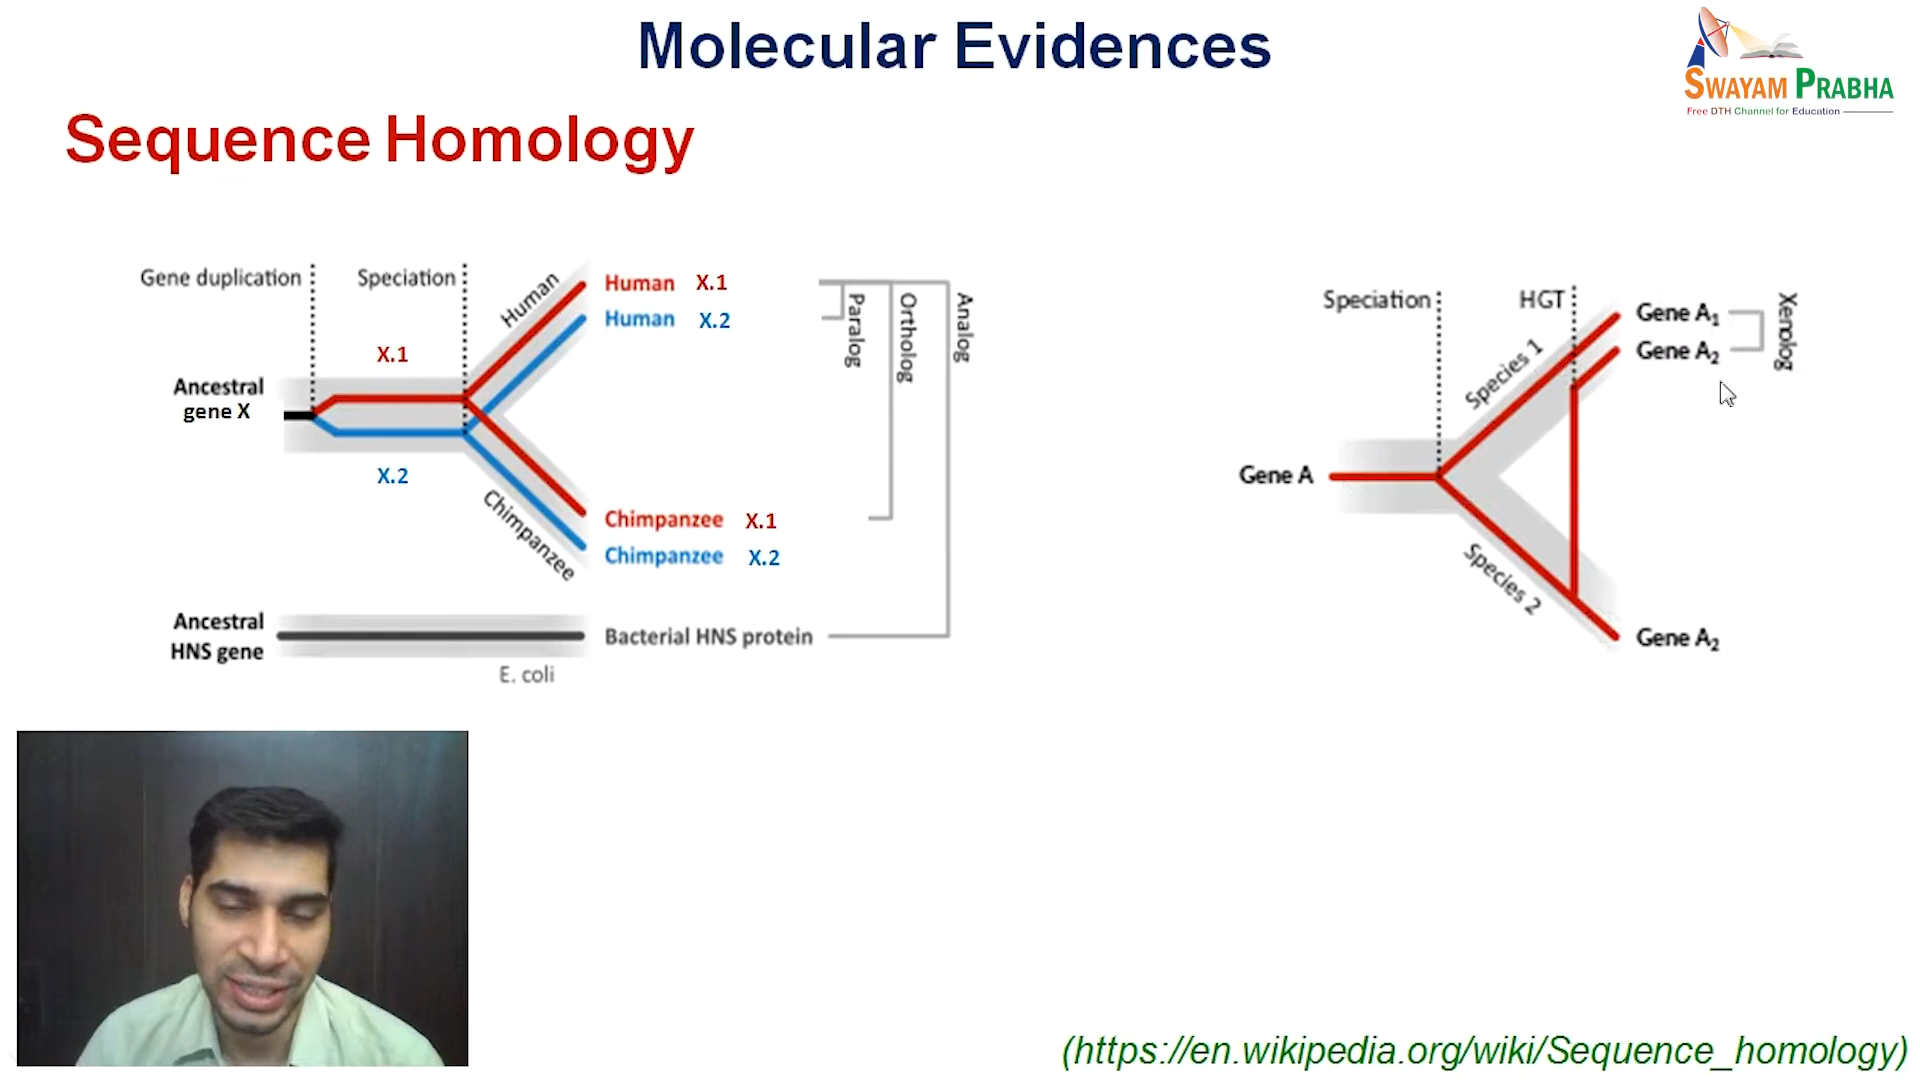 Molecular Evidences
SWAYAM PRABHA
Free DTH Channel for Education
Sequence Homology
Gene duplication
Speciation
Human
Human X.1
Human X.2
Paralog
Ortholog
Analog
X.1
Ancestral
gene X
X.2
Chimpanzee
Chimpanzee X.1
Chimpanzee X.2
Ancestral
HNS gene
Bacterial HNS protein
E. coli
Speciation
HGT
Gene A₁
Gene A₂
Xenolog
Species 1
Gene A
Species 2
Gene A₂
(https://en.wikipedia.org/wiki/Sequence_homology)